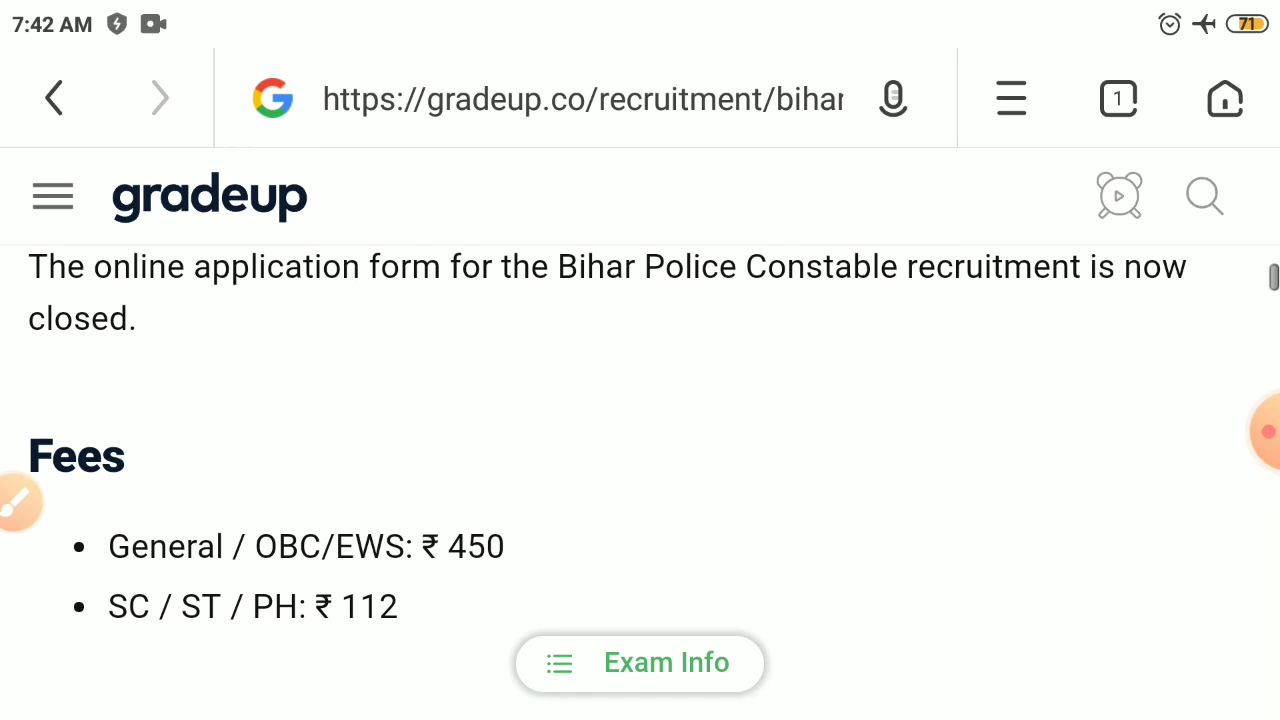 7:42 AM
71
https://gradeup.co/recruitment/bihar
1
gradeup
The online application form for the Bihar Police Constable recruitment is now
closed.
Fees
• General / OBC/EWS: ₹ 450
• SC / ST / PH: ₹ 112
Exam Info